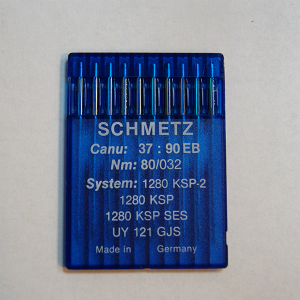 SCHMETZ
Canu: 37 : 90 EB
Nm: 80/032
System: 1280 KSP-2
1280 KSP
1280 KSP SES
UY 121 GJS
Made in Germany